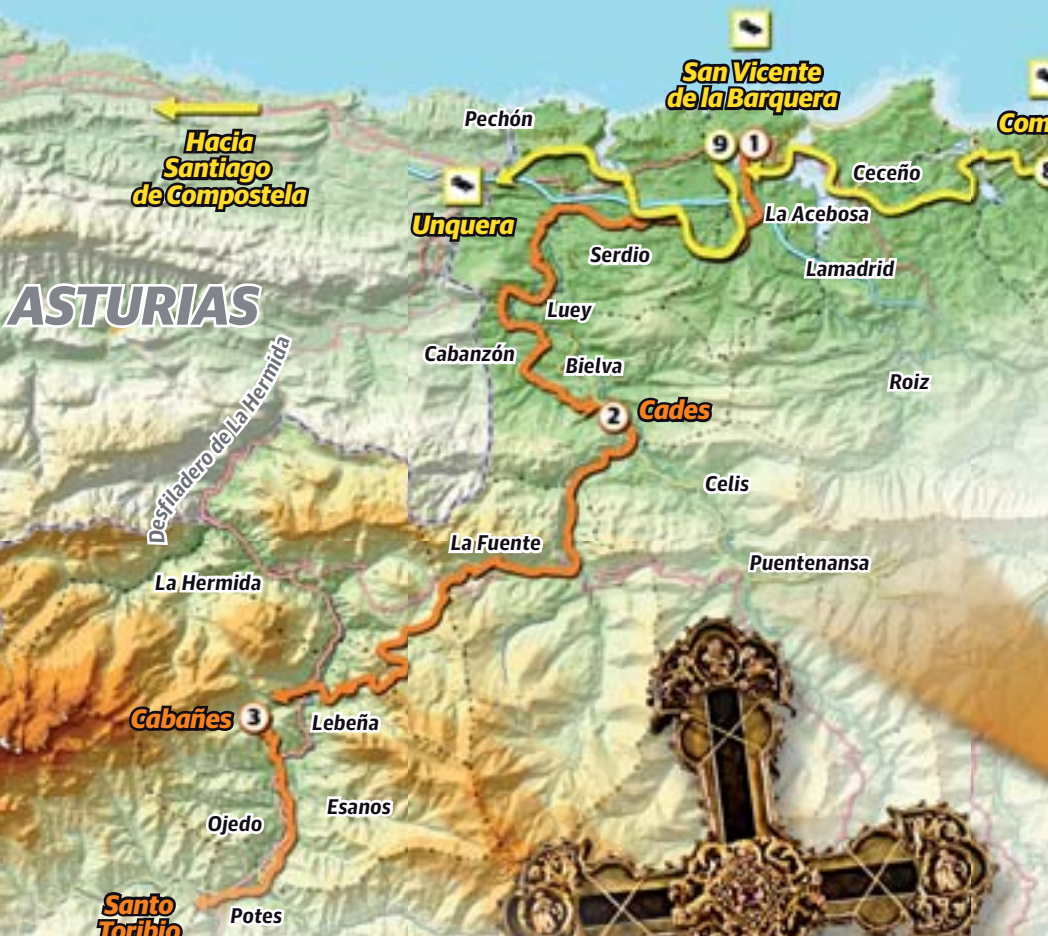 San Vicente
de la Barquera
Pechón
Com
Hacia
Santiago
de Compostela
9
1
8
Ceceño
Unquera
La Acebosa
Serdio
Lamadrid
ASTURIAS
Luey
Cabanzón
Bielva
Roiz
Desfiladero de La Hermida
2
Cades
Celis
La Fuente
Puentenansa
La Hermida
Cabañes
3
Lebeña
Esanos
Ojedo
Santo
Toribio
Potes